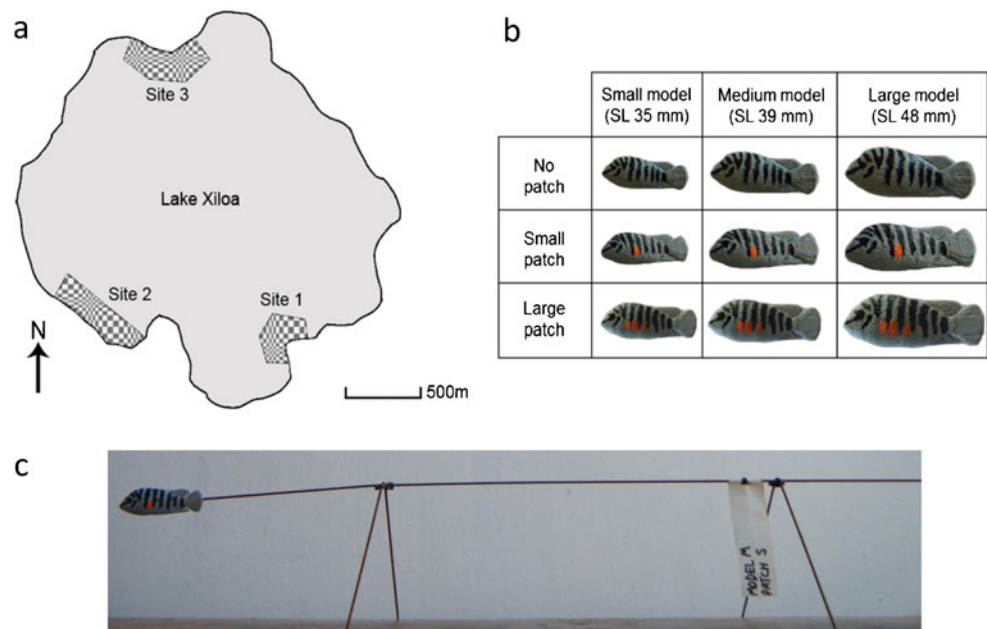 a
Site 3
Lake Xiloa
Site 2
Site 1
N
500m
b
Small model
(SL 35 mm)
Medium model
(SL 39 mm)
Large model
(SL 48 mm)
No
patch
Small
patch
Large
patch
c
MODEL M
PATCH S